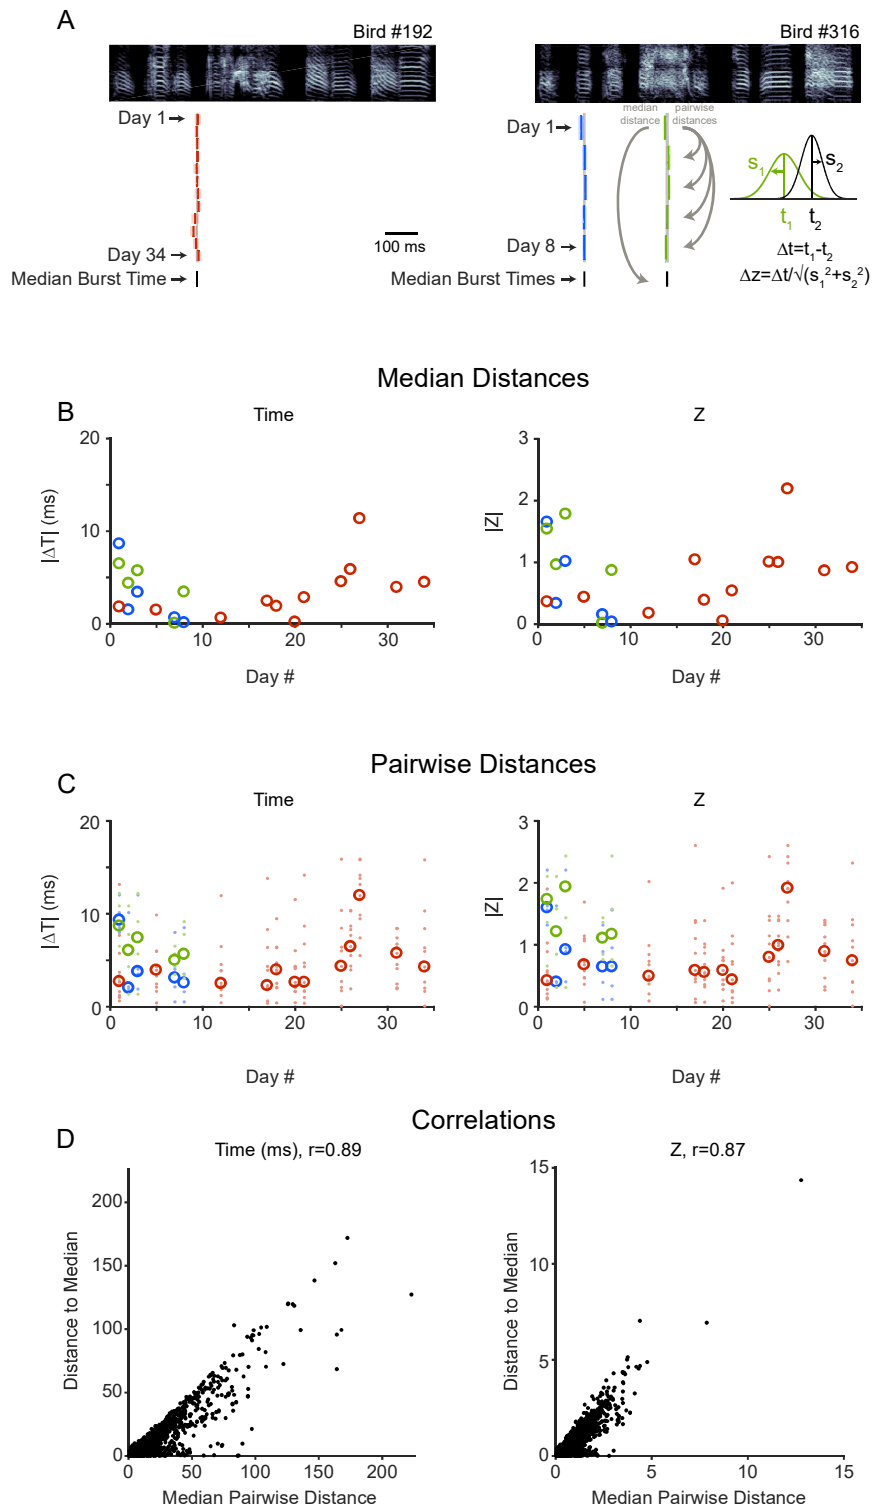 A
Bird #192
Bird #316
Day 1
Day 34
Median Burst Time
100 ms
median distance
pairwise distances
Day 1
Day 8
Median Burst Times
s1
s2
t1
t2
Δt=t1-t2
Δz=Δt/√(s1²+s2²)
Median Distances
B
Time
Z
20
10
0
|ΔT| (ms)
0
10
20
30
Day #
3
2
1
0
|Z|
0
10
20
30
Day #
Pairwise Distances
C
Time
Z
20
10
0
|ΔT| (ms)
0
10
20
30
Day #
3
2
1
0
|Z|
0
10
20
30
Day #
Correlations
D
Time (ms), r=0.89
Z, r=0.87
200
150
100
50
0
Distance to Median
0
50
100
150
200
Median Pairwise Distance
15
10
5
0
Distance to Median
0
5
10
15
Median Pairwise Distance